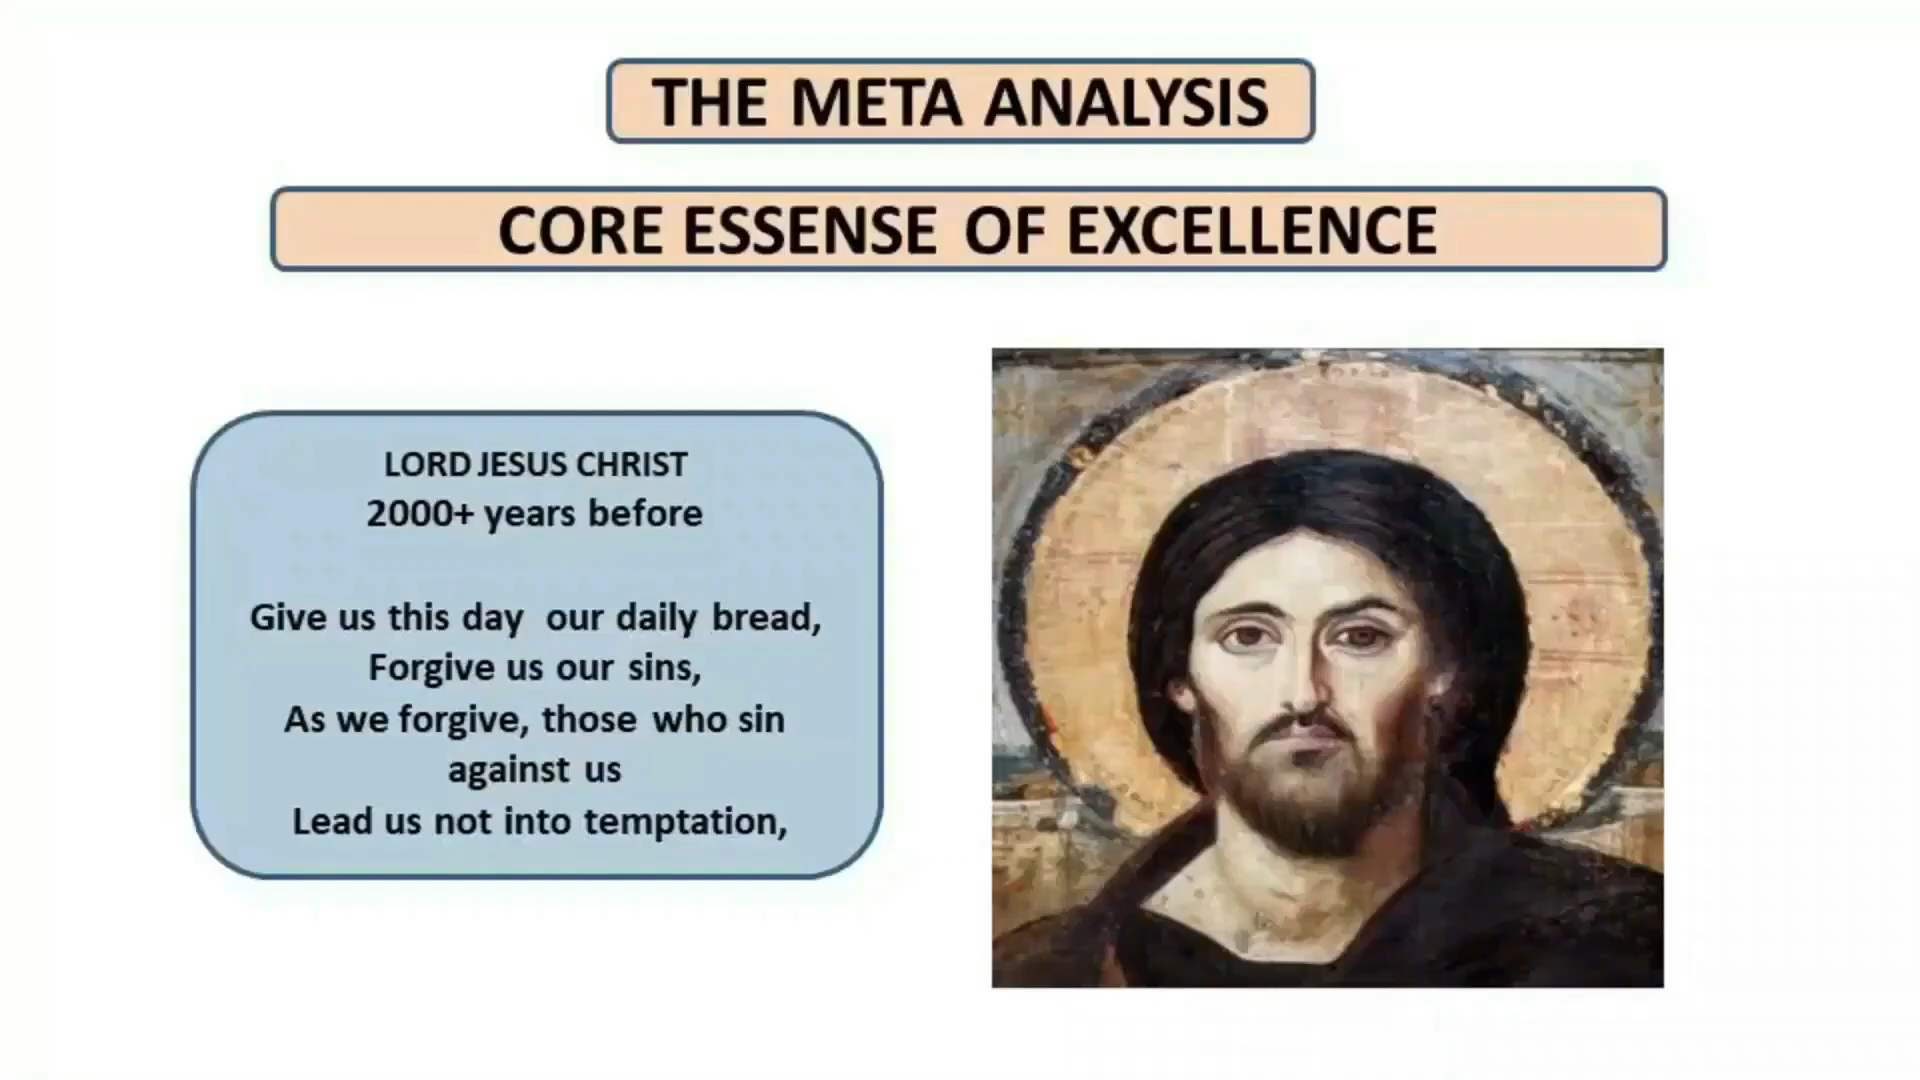 THE META ANALYSIS
CORE ESSENSE OF EXCELLENCE
LORD JESUS CHRIST
2000+ years before
Give us this day our daily bread,
Forgive us our sins,
As we forgive, those who sin
against us
Lead us not into temptation,